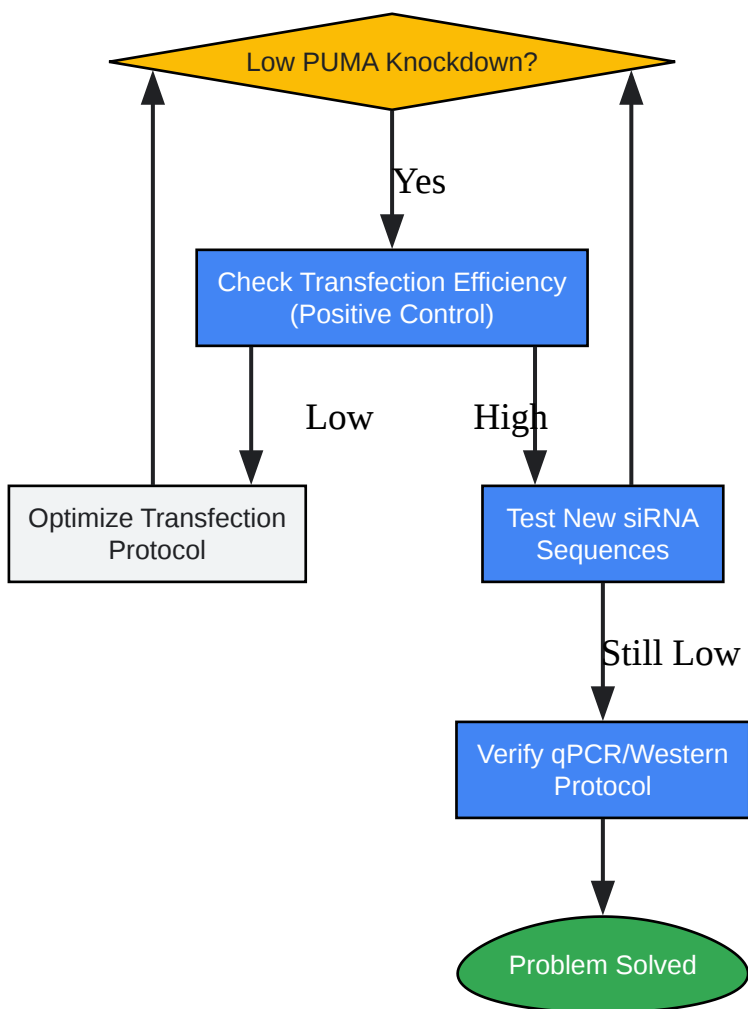 Low PUMA Knockdown?
Yes
Check Transfection Efficiency
(Positive Control)
Low
High
Optimize Transfection
Protocol
Test New siRNA
Sequences
Still Low
Verify qPCR/Western
Protocol
Problem Solved